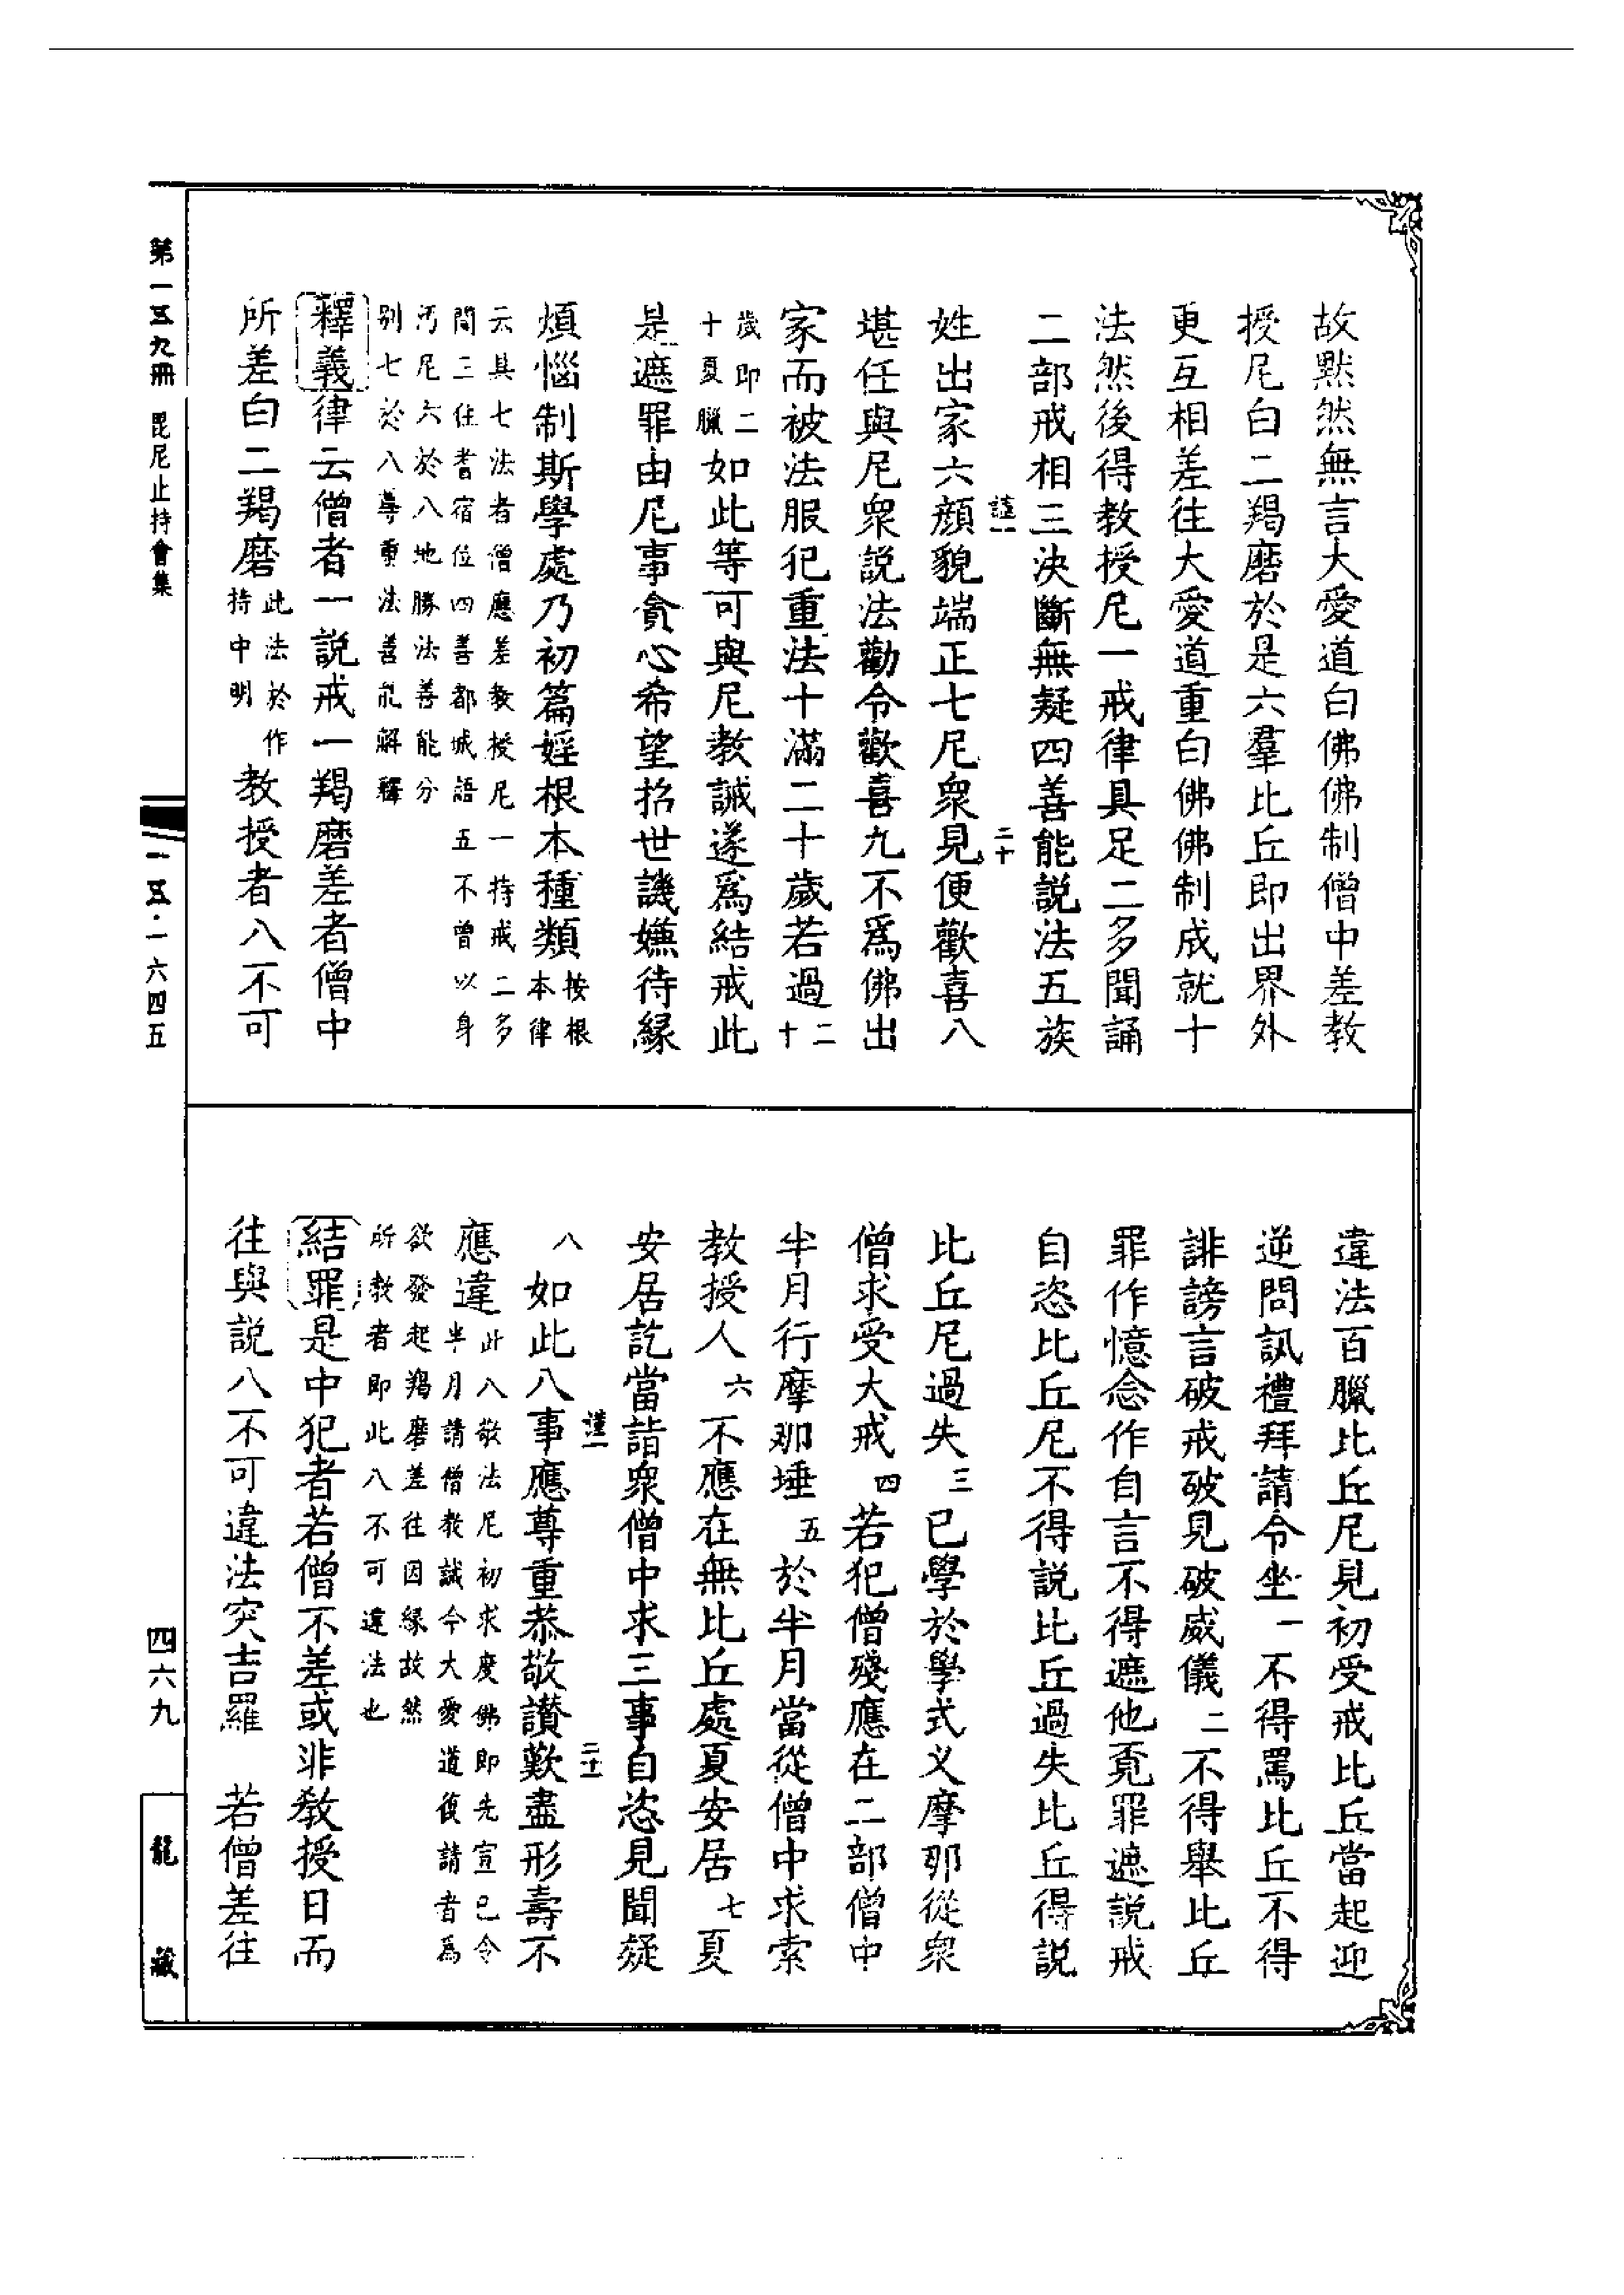 故黙然無言大愛道白佛佛制僧中差教
授尼白二羯磨於是六羣比丘即出界外
更互相差往大愛道重白佛佛制成就十
法然後得教授尼一戒律具足二多聞誦
二部戒相三決斷無疑四善能説法五族
謹一
二十
姓出家六顏貌端正七尼衆見便歡喜八
堪任與尼衆説法勸令歡喜九不爲佛出
家而被法服犯重法十滿二十歲若過二十
歲即二十夏臘如此等可與尼教誡遂爲結戒此
是遮罪由尼事貪心希望招世譏嫌待緣
煩惱制斯學處乃初篇婬根本種類按根本律
云具七法者僧應差教授尼一持戒二多
聞三住耆宿位四善都城語五不曾以身
汚尼六於八地勝法善能分
别七於八尊重法善能解釋
釋義律云僧者一説戒一羯磨差者僧中
所差白二羯磨此法於作持中明教授者八不可
違法百臘比丘尼見初受戒比丘當起迎
逆問訊禮拜請令坐一不得罵比丘不得
誹謗言破戒破見破威儀二不得舉比丘
罪作憶念作自言不得遮他覓罪遮説戒
自恣比丘尼不得説比丘過失比丘得説
比丘尼過失三已學於學式义摩那從衆
僧求受大戒四若犯僧殘應在二部僧中
半月行摩那埵五於半月當從僧中求索
教授人六不應在無比丘處夏安居七夏
安居訖當詣衆僧中求三事自恣見聞疑
謹一
二十一
八如此八事應尊重恭敬讃歎盡形壽不
應違此八敬法尼初求度佛即先宣已令
半月請僧教誡今大愛道復請者爲
欲發起羯磨差往因緣故然
所教者即此八不可違法也
結罪是中犯者若僧不差或非教授日而
往與説八不可違法突吉羅　若僧差往
第一五九冊　毘尼止持會集
一五·一六四五
四六九
龍藏